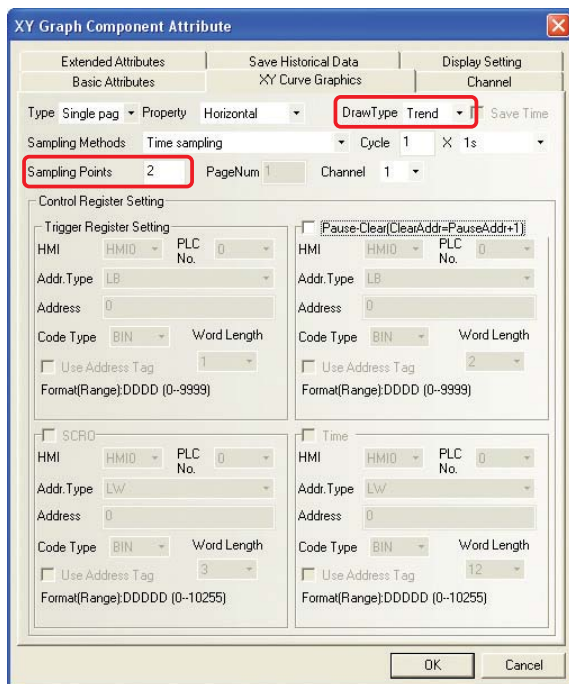 XY Graph Component Attribute
Extended Attributes Save Historical Data Display Setting
Basic Attributes XY Curve Graphics Channel
Type Single pag Property Horizontal DrawType Trend Save Time
Sampling Methods Time sampling Cycle 1 X 1s
Sampling Points 2 PageNum 1 Channel 1
Control Register Setting
Trigger Register Setting
HMI HMI0 PLC No. 0
Addr.Type LB
Address 0
Code Type BIN Word Length
Use Address Tag 1
Format(Range):DDDD (0--9999)
Pause-Clear(ClearAddr=PauseAddr+1)
HMI HMI0 PLC No. 0
Addr.Type LB
Address 0
Code Type BIN Word Length
Use Address Tag 2
Format(Range):DDDD (0--9999)
SCRO
HMI HMI0 PLC No. 0
Addr.Type LW
Address 0
Code Type BIN Word Length
Use Address Tag 3
Format(Range):DDDDD (0--10255)
Time
HMI HMI0 PLC No. 0
Addr.Type LW
Address 0
Code Type BIN Word Length
Use Address Tag 12
Format(Range):DDDDD (0--10255)
OK Cancel